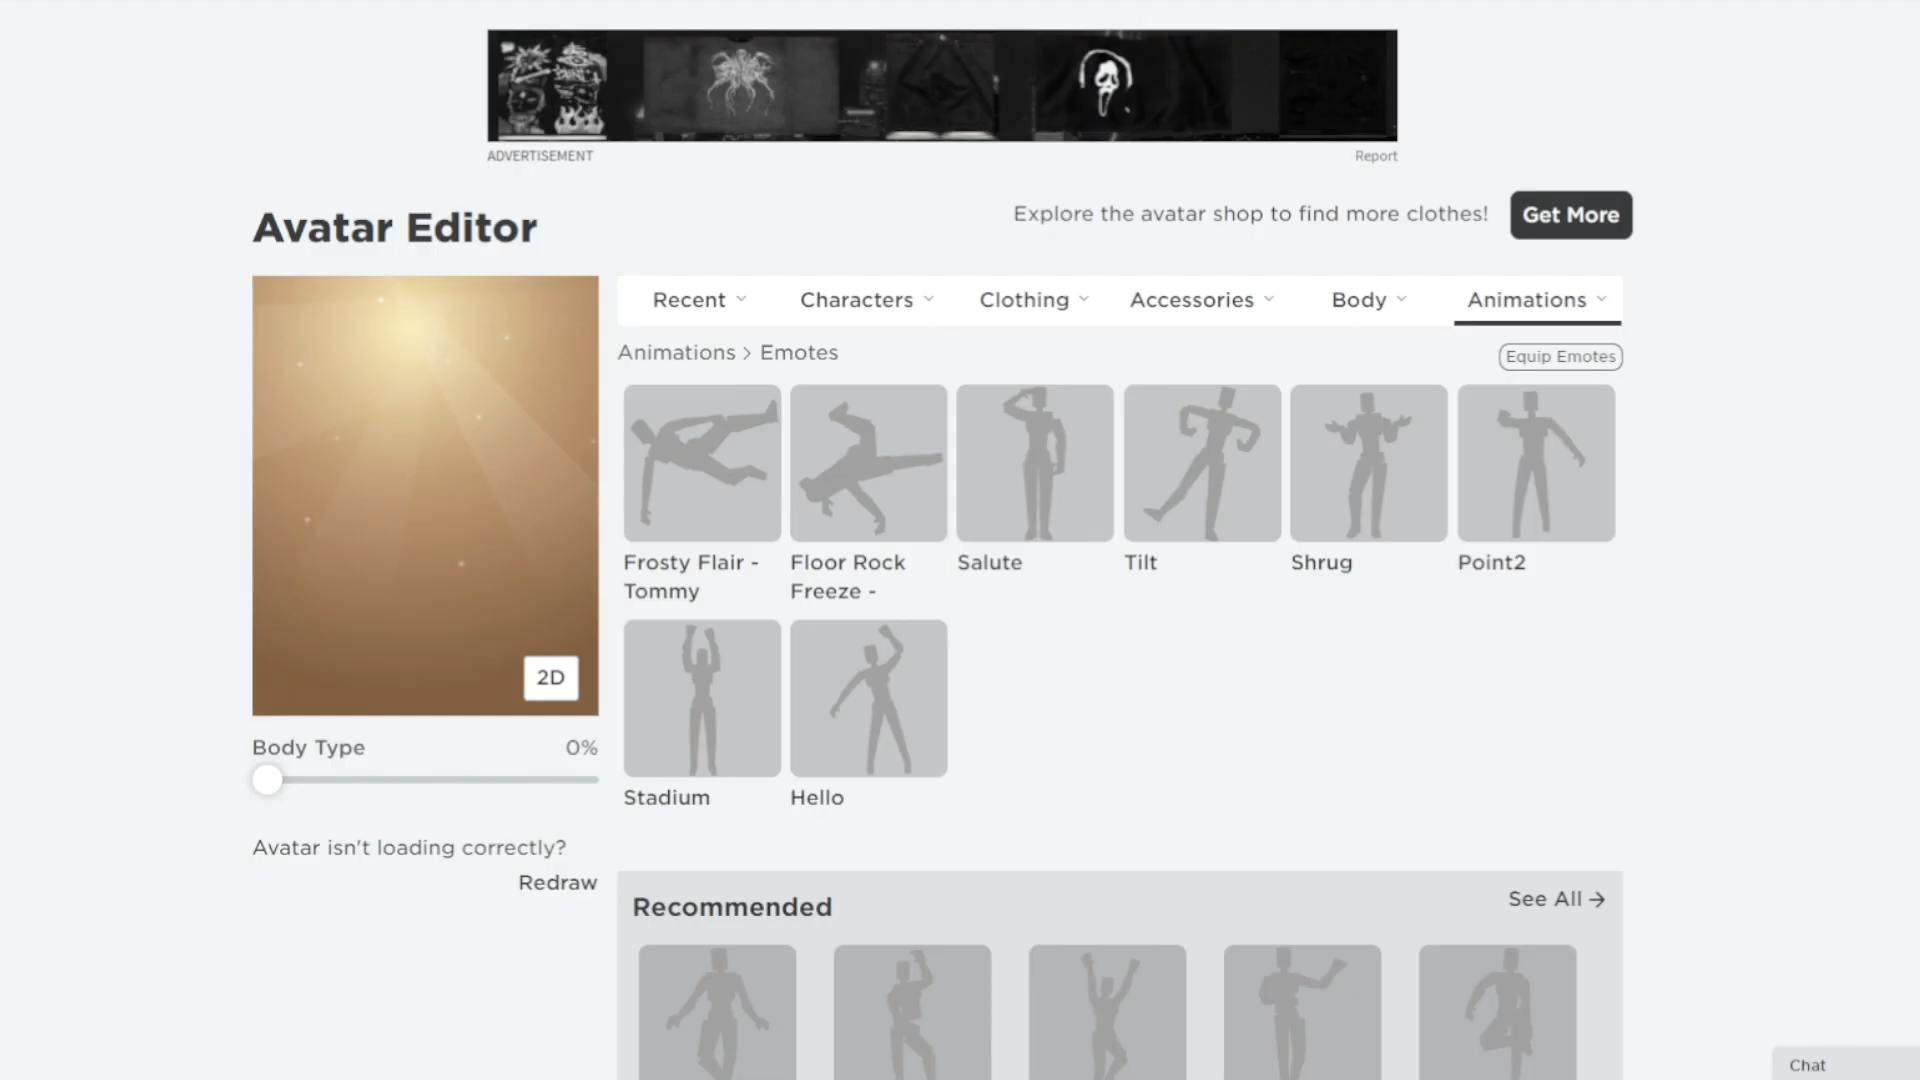 ADVERTISEMENT
Report
Avatar Editor
Explore the avatar shop to find more clothes!
Get More
Recent
Characters
Clothing
Accessories
Body
Animations
Animations > Emotes
Equip Emotes
Frosty Flair -
Tommy
Floor Rock
Freeze -
Salute
Tilt
Shrug
Point2
2D
Stadium
Hello
Body Type
0%
Avatar isn't loading correctly?
Redraw
Recommended
See All →
Chat